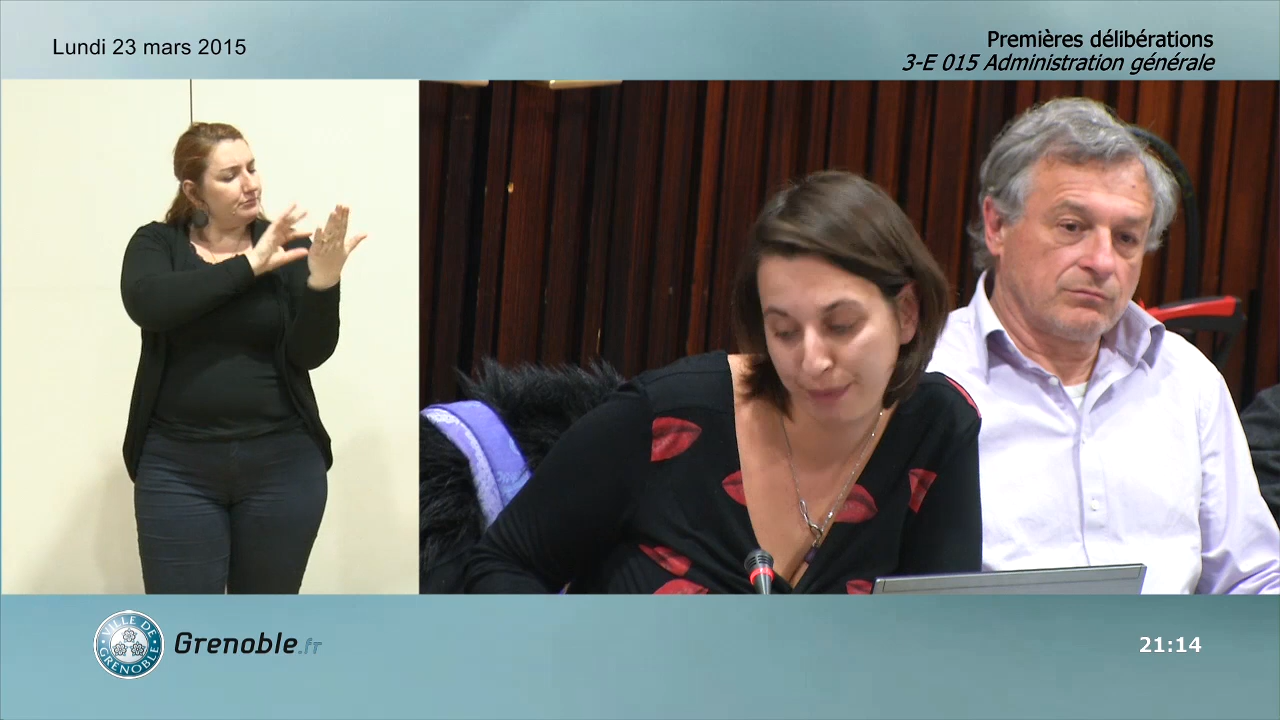 Lundi 23 mars 2015
Premières délibérations
3-E 015 Administration générale
VILLE DE
GRENOBLE
Grenoble.fr
21:14